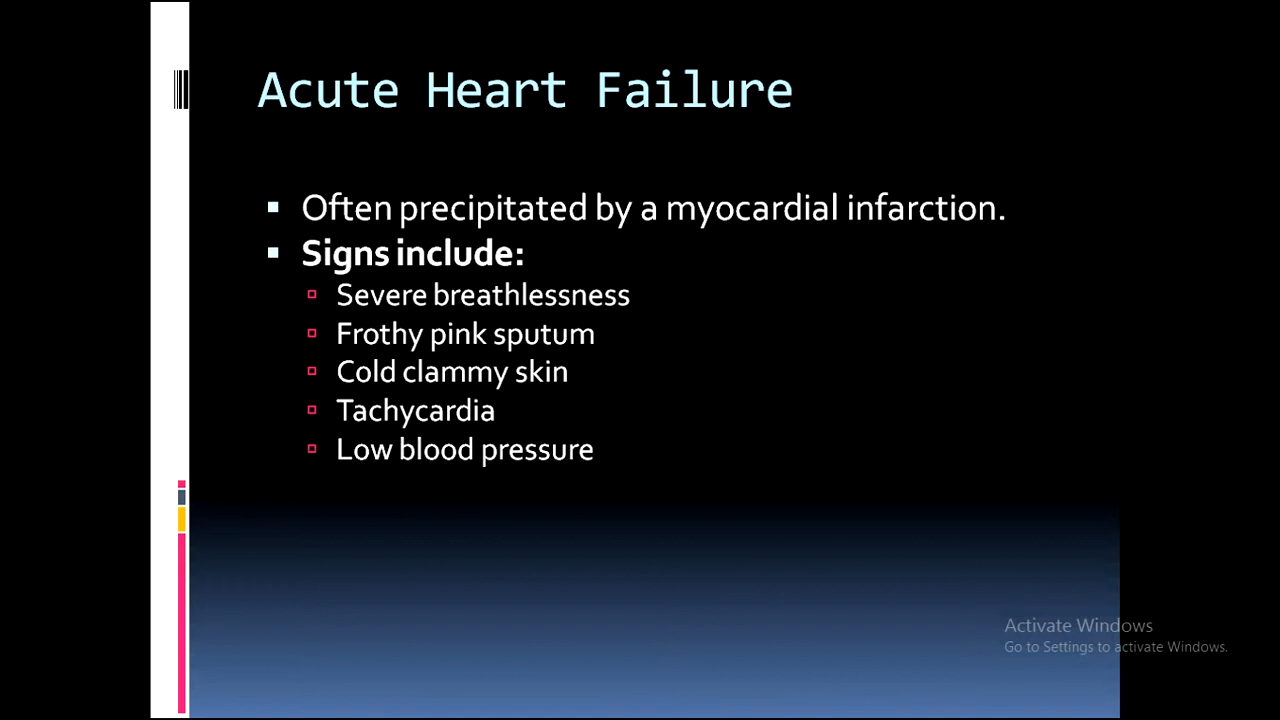 Acute Heart Failure
Often precipitated by a myocardial infarction.
Signs include:
Severe breathlessness
Frothy pink sputum
Cold clammy skin
Tachycardia
Low blood pressure
Activate Windows
Go to Settings to activate Windows.